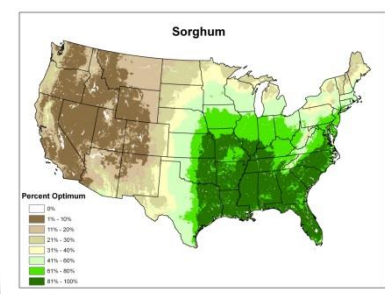 Sorghum
Percent Optimum
0%
1% - 10%
11% - 20%
21% - 30%
31% - 40%
41% - 60%
61% - 80%
81% - 100%